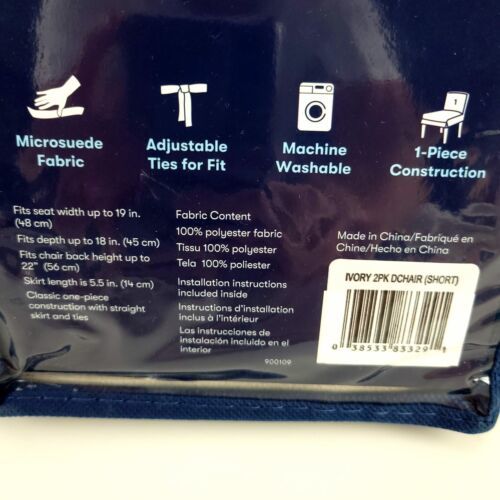 Microsuede
Fabric
Adjustable
Ties for Fit
Machine
Washable
1
1-Piece
Construction
Fits seat width up to 19 in.
(48 cm)
Fits depth up to 18 in. (45 cm)
Fits chair back height up to
22" (56 cm)
Skirt length is 5.5 in. (14 cm)
Classic one-piece
construction with straight
skirt and ties
Fabric Content
100% polyester fabric
Tissu 100% polyester
Tela 100% poliester
Installation instructions
included inside
Instructions d'installation
inclus à l'intérieur
Las instrucciones de
instalación incluido en el
interior
900109
Made in China/Fabriqué en
Chine/Hecho en China
IVORY 2PK DCHAIR (SHORT)
0 38533 83329 1